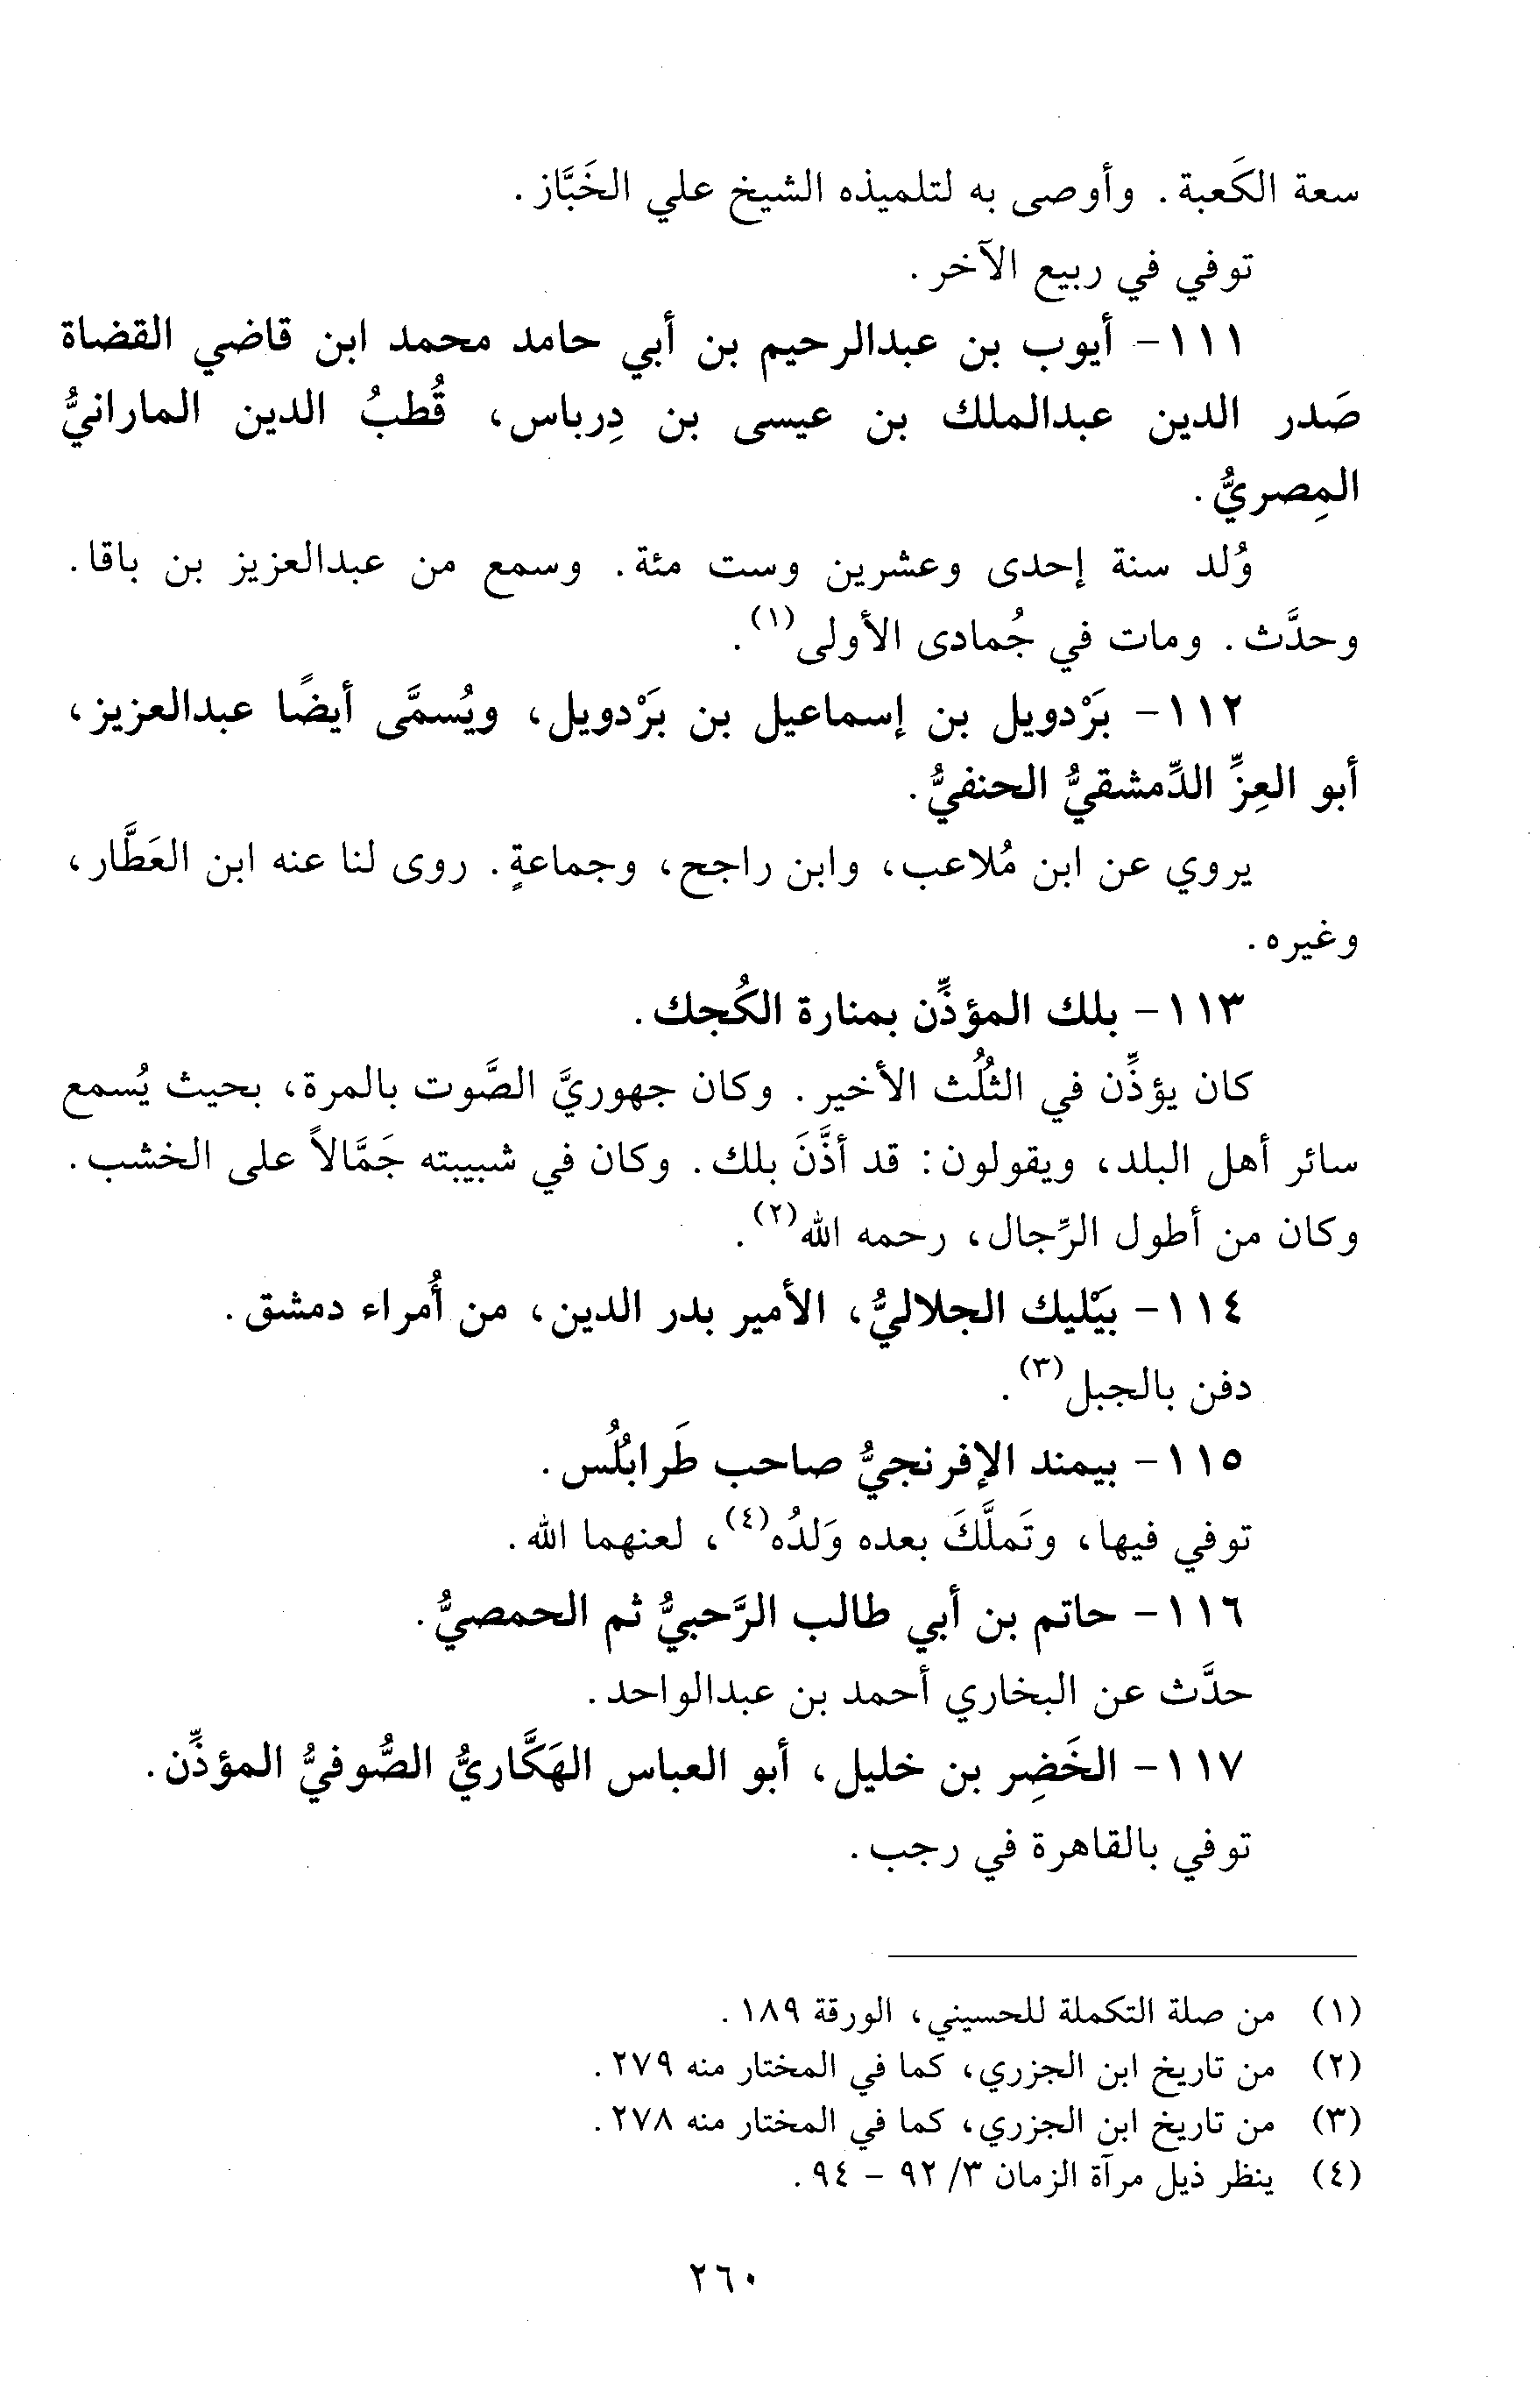 سعة الكَعبة. وأوصى به لتلميذه الشيخ علي الخَبَّاز.
توفي في ربيع الآخر.
١١١- أيوب بن عبدالرحيم بن أبي حامد محمد ابن قاضي القضاة
صَدر الدين عبدالملك بن عيسى بن دِرباس، قُطبُ الدين المارانيُّ
المِصريُّ.
وُلد سنة إحدى وعشرين وست مئة. وسمع من عبدالعزيز بن باقا.
وحدَّث. ومات في جُمادى الأولى(١).
١١٢- بَرْدويل بن إسماعيل بن بَرْدويل، ويُسمَّى أيضًا عبدالعزيز،
أبو العِزِّ الدِّمشقيُّ الحنفيُّ.
يروي عن ابن مُلاعب، وابن راجح، وجماعةٍ. روى لنا عنه ابن العَطَّار،
وغيره.
١١٣- بلك المؤذِّن بمنارة الكُجك.
كان يؤذِّن في الثُلُث الأخير. وكان جهوريَّ الصَّوت بالمرة، بحيث يُسمع
سائر أهل البلد، ويقولون: قد أذَّنَ بلك. وكان في شبيبته جَمَّالاً على الخشب.
وكان من أطول الرِّجال، رحمه الله(٢).
١١٤- بَيْليك الجلاليُّ، الأمير بدر الدين، من أُمراء دمشق.
دفن بالجبل(٣).
١١٥- بيمند الإفرنجيُّ صاحب طَرابُلُس.
توفي فيها، وتَملَّكَ بعده وَلدُه(٤)، لعنهما الله.
١١٦- حاتم بن أبي طالب الرَّحبيُّ ثم الحمصيُّ.
حدَّث عن البخاري أحمد بن عبدالواحد.
١١٧- الخَضِر بن خليل، أبو العباس الهَكَّاريُّ الصُّوفيُّ المؤذِّن.
توفي بالقاهرة في رجب.
(١) من صلة التكملة للحسيني، الورقة ١٨٩.
(٢) من تاريخ ابن الجزري، كما في المختار منه ٢٧٩.
(٣) من تاريخ ابن الجزري، كما في المختار منه ٢٧٨.
(٤) ينظر ذيل مرآة الزمان ٣/ ٩٢ - ٩٤.
٢٦٠